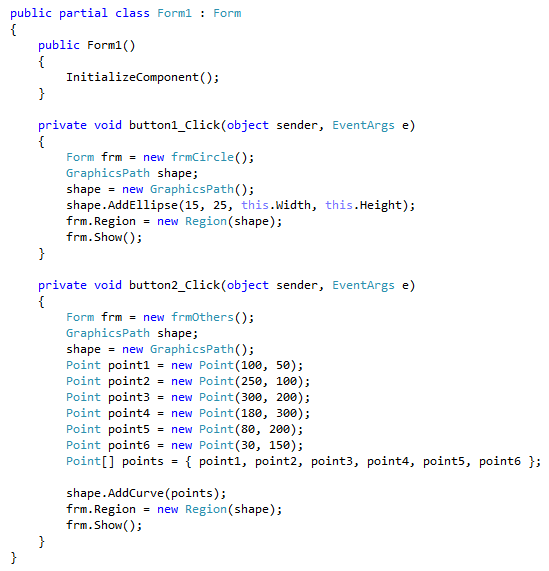 public partial class Form1 : Form
{
    public Form1()
    {
        InitializeComponent();
    }

    private void button1_Click(object sender, EventArgs e)
    {
        Form frm = new frmCircle();
        GraphicsPath shape;
        shape = new GraphicsPath();
        shape.AddEllipse(15, 25, this.Width, this.Height);
        frm.Region = new Region(shape);
        frm.Show();
    }

    private void button2_Click(object sender, EventArgs e)
    {
        Form frm = new frmOthers();
        GraphicsPath shape;
        shape = new GraphicsPath();
        Point point1 = new Point(100, 50);
        Point point2 = new Point(250, 100);
        Point point3 = new Point(300, 200);
        Point point4 = new Point(180, 300);
        Point point5 = new Point(80, 200);
        Point point6 = new Point(30, 150);
        Point[] points = { point1, point2, point3, point4, point5, point6 };

        shape.AddCurve(points);
        frm.Region = new Region(shape);
        frm.Show();
    }
}